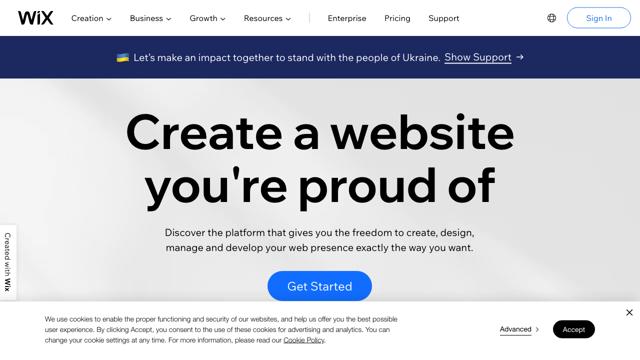 WiX
Creation Business Growth Resources Enterprise Pricing Support Sign In
Let's make an impact together to stand with the people of Ukraine. Show Support →
Create a website
you're proud of
Discover the platform that gives you the freedom to create, design,
manage and develop your web presence exactly the way you want.
Get Started
Created with Wix
We use cookies to enable the proper functioning and security of our websites, and help us offer you the best possible
user experience. By clicking Accept, you consent to the use of these cookies for advertising and analytics. You can
change your cookie settings at any time. For more information, please read our Cookie Policy.
Advanced
Accept